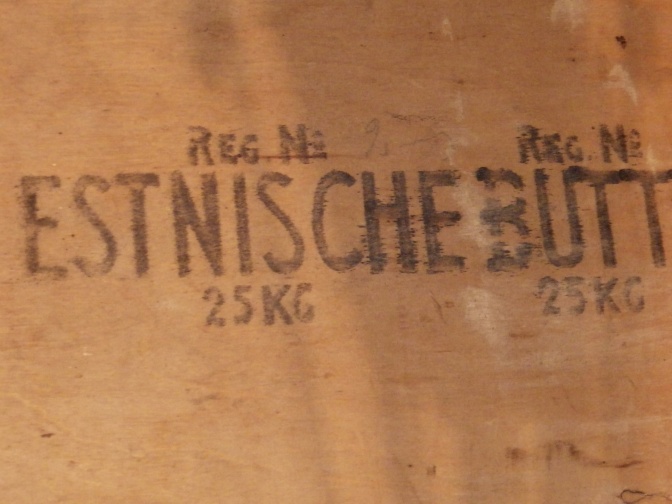 REG. Nº REG. Nº
ESTNISCHE BUTT
25KG 25KG